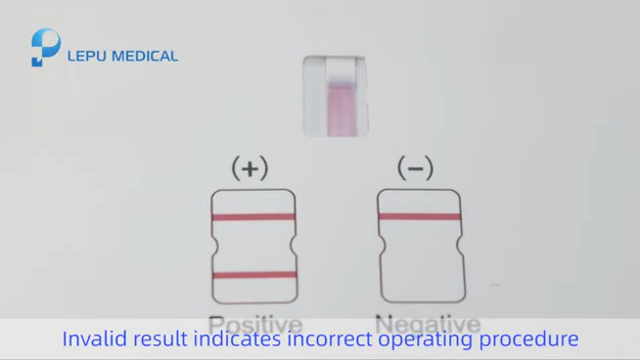 LEPU MEDICAL
(+) (-)
Positive Negative
Invalid result indicates incorrect operating procedure